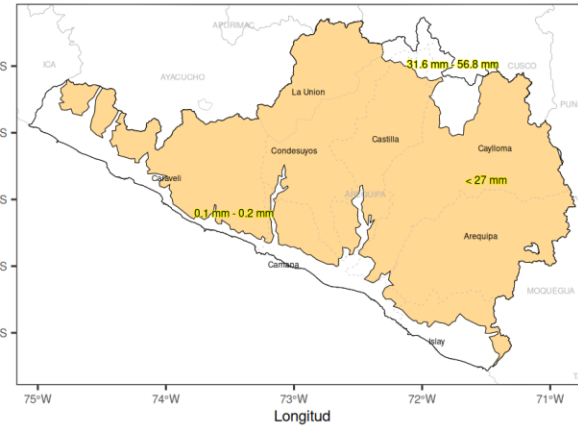 APURIMAC
31.6 mm - 56.8 mm
ICA
CUSCO
AYACUCHO
La Union
PUN
Castilla
Condesuyos
Caylloma
Caraveli
< 27 mm
AREQUIPA
0.1 mm - 0.2 mm
Arequipa
Camana
MOQUEGUA
Islay
S
S
S
S
S
75°W
74°W
73°W
72°W
71°W
Longitud